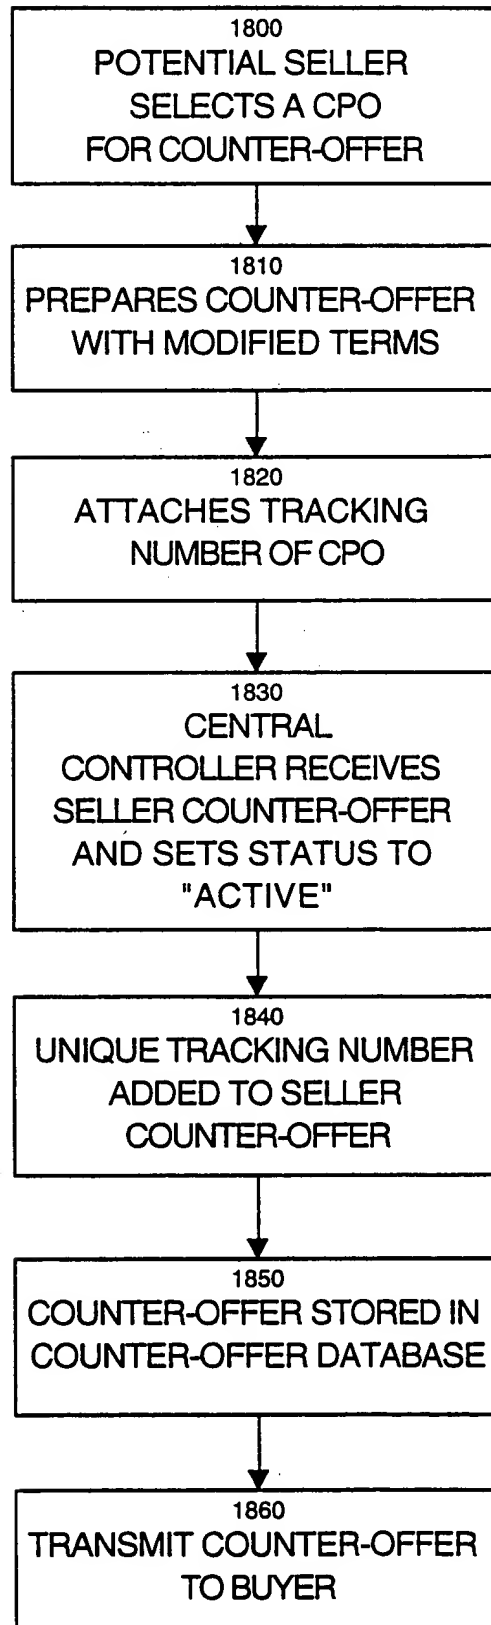 1800
POTENTIAL SELLER
SELECTS A CPO
FOR COUNTER-OFFER
1810
PREPARES COUNTER-OFFER
WITH MODIFIED TERMS
1820
ATTACHES TRACKING
NUMBER OF CPO
1830
CENTRAL
CONTROLLER RECEIVES
SELLER COUNTER-OFFER
AND SETS STATUS TO
"ACTIVE"
1840
UNIQUE TRACKING NUMBER
ADDED TO SELLER
COUNTER-OFFER
1850
COUNTER-OFFER STORED IN
COUNTER-OFFER DATABASE
1860
TRANSMIT COUNTER-OFFER
TO BUYER